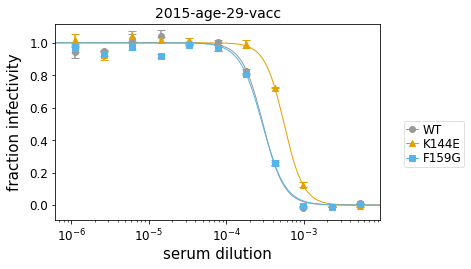 2015-age-29-vacc
fraction infectivity
1.0
0.8
0.6
0.4
0.2
0.0
10⁻⁶ 10⁻⁵ 10⁻⁴ 10⁻³
serum dilution
WT
K144E
F159G